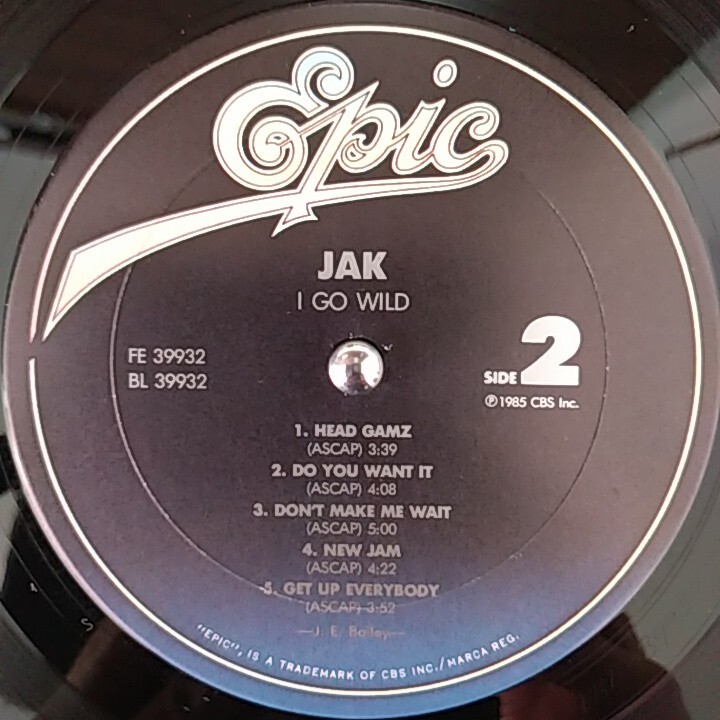 Epic
JAK
I GO WILD
FE 39932
BL 39932
SIDE 2
℗ 1985 CBS Inc.
1. HEAD GAMZ
(ASCAP) 3:39
2. DO YOU WANT IT
(ASCAP) 4:08
3. DON'T MAKE ME WAIT
(ASCAP) 5:00
4. NEW JAM
(ASCAP) 4:22
5. GET UP EVERYBODY
(ASCAP) 3:52
—J. E. Bailey—
"EPIC", IS A TRADEMARK OF CBS INC./MARCA REG.